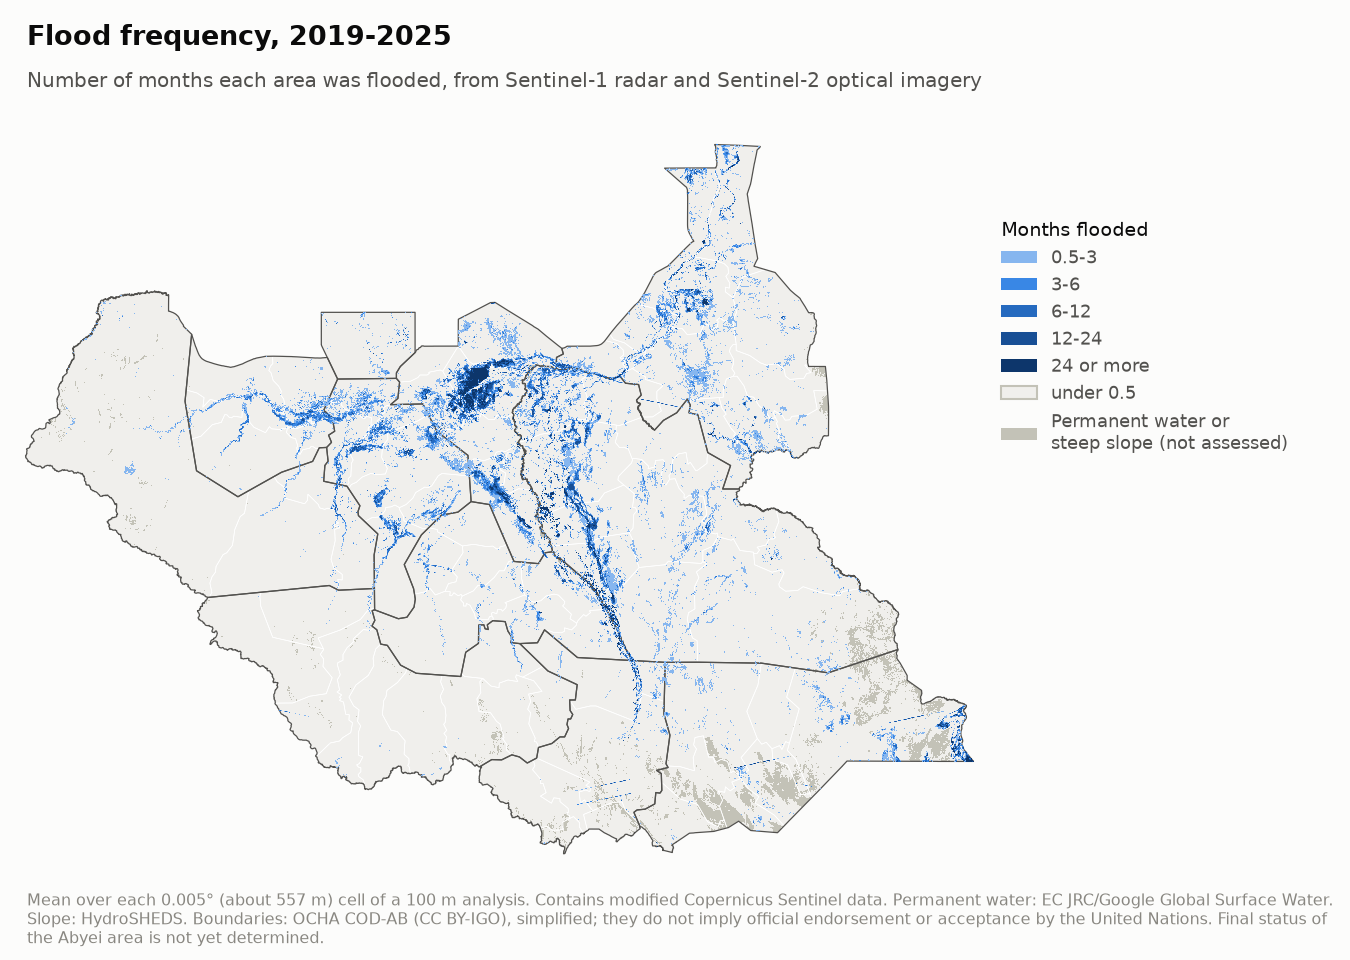 Flood frequency, 2019-2025
Number of months each area was flooded, from Sentinel-1 radar and Sentinel-2 optical imagery
Months flooded
0.5-3
3-6
6-12
12-24
24 or more
under 0.5
Permanent water or
steep slope (not assessed)
Mean over each 0.005° (about 557 m) cell of a 100 m analysis. Contains modified Copernicus Sentinel data. Permanent water: EC JRC/Google Global Surface Water.
Slope: HydroSHEDS. Boundaries: OCHA COD-AB (CC BY-IGO), simplified; they do not imply official endorsement or acceptance by the United Nations. Final status of
the Abyei area is not yet determined.